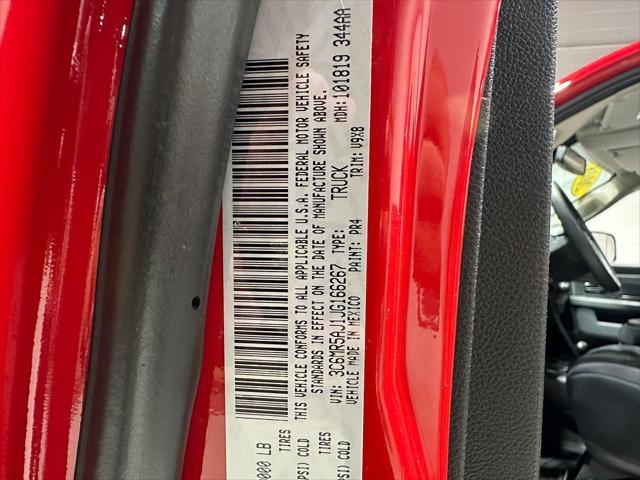 000 LB
TIRES
PSI) COLD
TIRES
PSI) COLD
THIS VEHICLE CONFORMS TO ALL APPLICABLE U.S.A. FEDERAL MOTOR VEHICLE SAFETY
STANDARDS IN EFFECT ON THE DATE OF MANUFACTURE SHOWN ABOVE.
VIN: 3C6MR5AJ1JG166267 TYPE: TRUCK MDH: 101819 344AA
VEHICLE MADE IN MEXICO PAINT: PR4 TRIM: V9X8